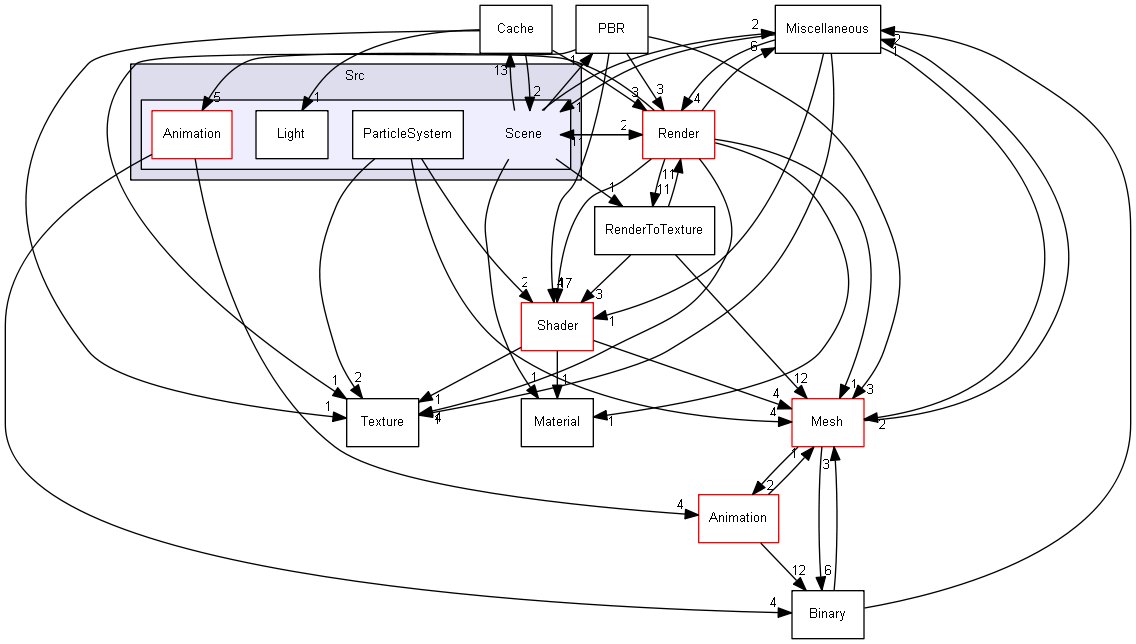 Cache
PBR
Miscellaneous
2
1
2
1
6
13
Src
5
1
2
1
3
3
4
Animation
Light
ParticleSystem
Scene
2
Render
1
11
11
RenderToTexture
2
3
1
Shader
1
2
1
1
1
1
12
4
4
1
3
2
Texture
Material
Mesh
1
3
2
4
Animation
12
6
4
Binary